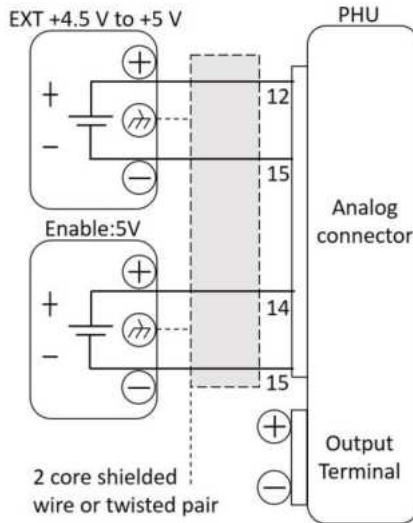 EXT +4.5 V to +5 V
PHU
+
+
12
-
-
15
Analog
connector
Enable:5V
+
+
14
-
-
15
+
Output
Terminal
-
2 core shielded
wire or twisted pair